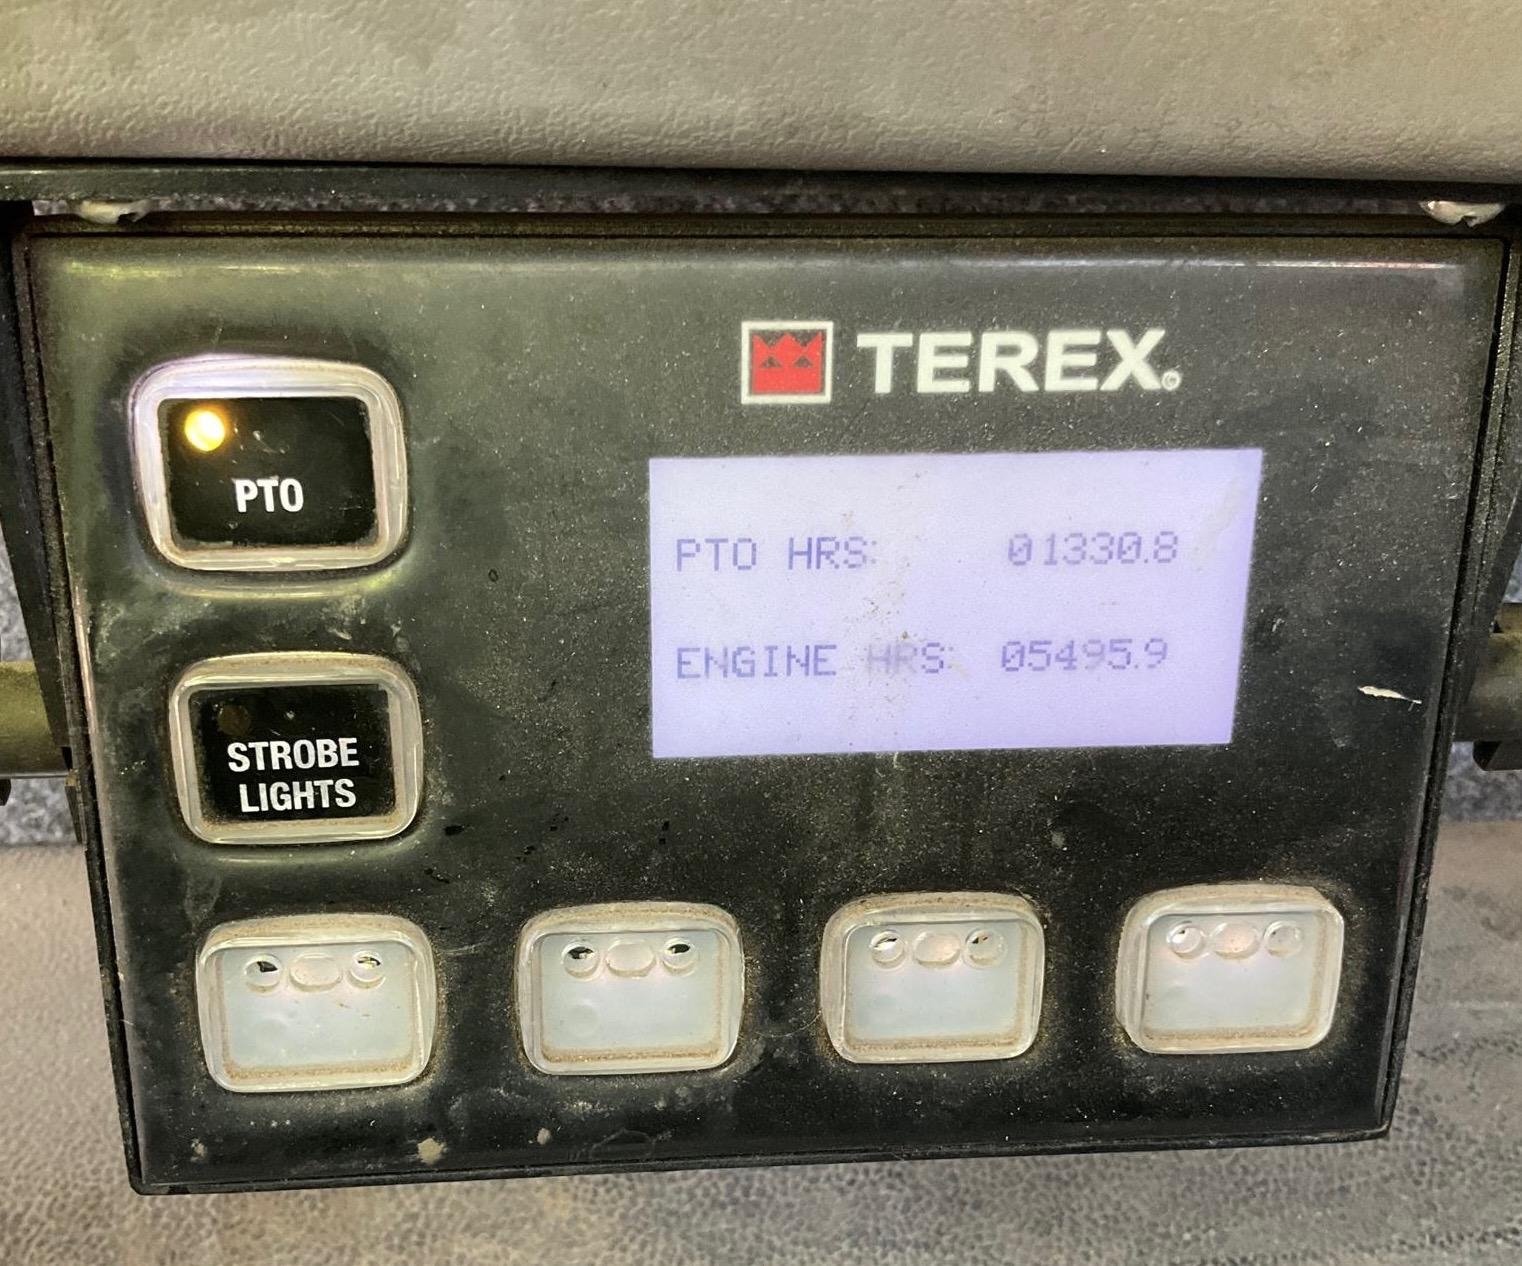 TEREX®
PTO
PTO HRS: 01330.8
ENGINE HRS: 05495.9
STROBE
LIGHTS